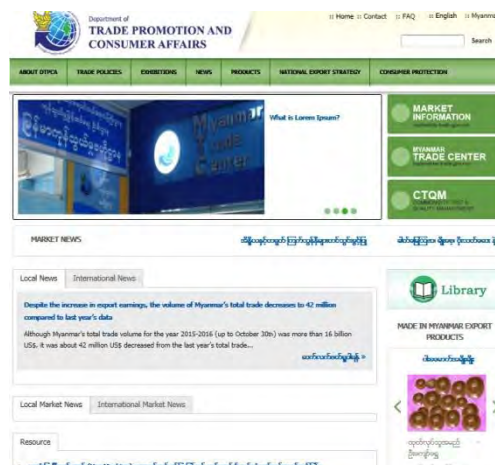 Department of
TRADE PROMOTION AND
CONSUMER AFFAIRS
:: Home :: Contact :: FAQ :: English :: Myanma
Search
ABOUT DTPCA TRADE POLICIES EXHIBITIONS NEWS PRODUCTS NATIONAL EXPORT STRATEGY CONSUMER PROTECTION
Myanmar
Trade
Center
What is Lorem Ipsum?
MARKET
INFORMATION
MYANMAR
TRADE CENTER
CTQM
MARKET NEWS
Local News International News
Despite the increase in export earnings, the volume of Myanmar's total trade decreases to 42 million
compared to last year's data
Although Myanmar's total trade volume for the year 2015-2016 (up to October 30th) was more than 16 billion
US$, it was about 42 million US$ decreased from the last year's total trade...
Library
MADE IN MYANMAR EXPORT
PRODUCTS
Local Market News International Market News
Resource